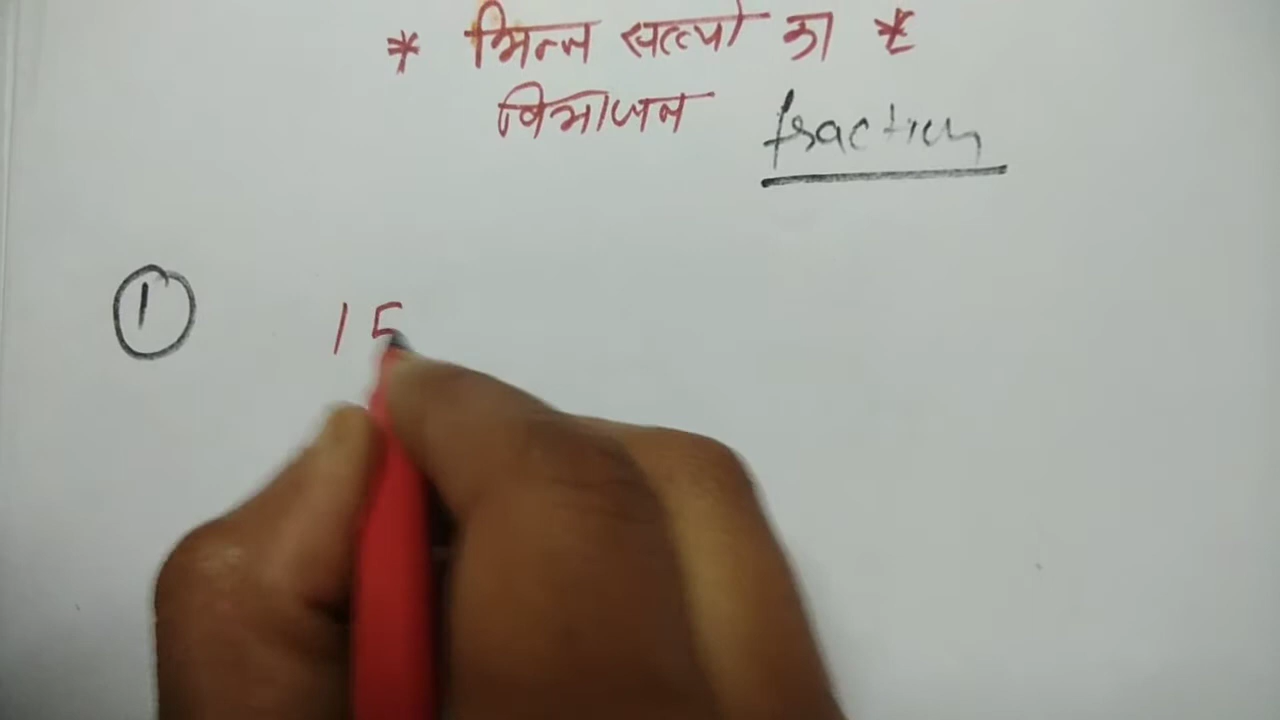 * भिन्न संख्यो का *
विभाजन fraction
① 15